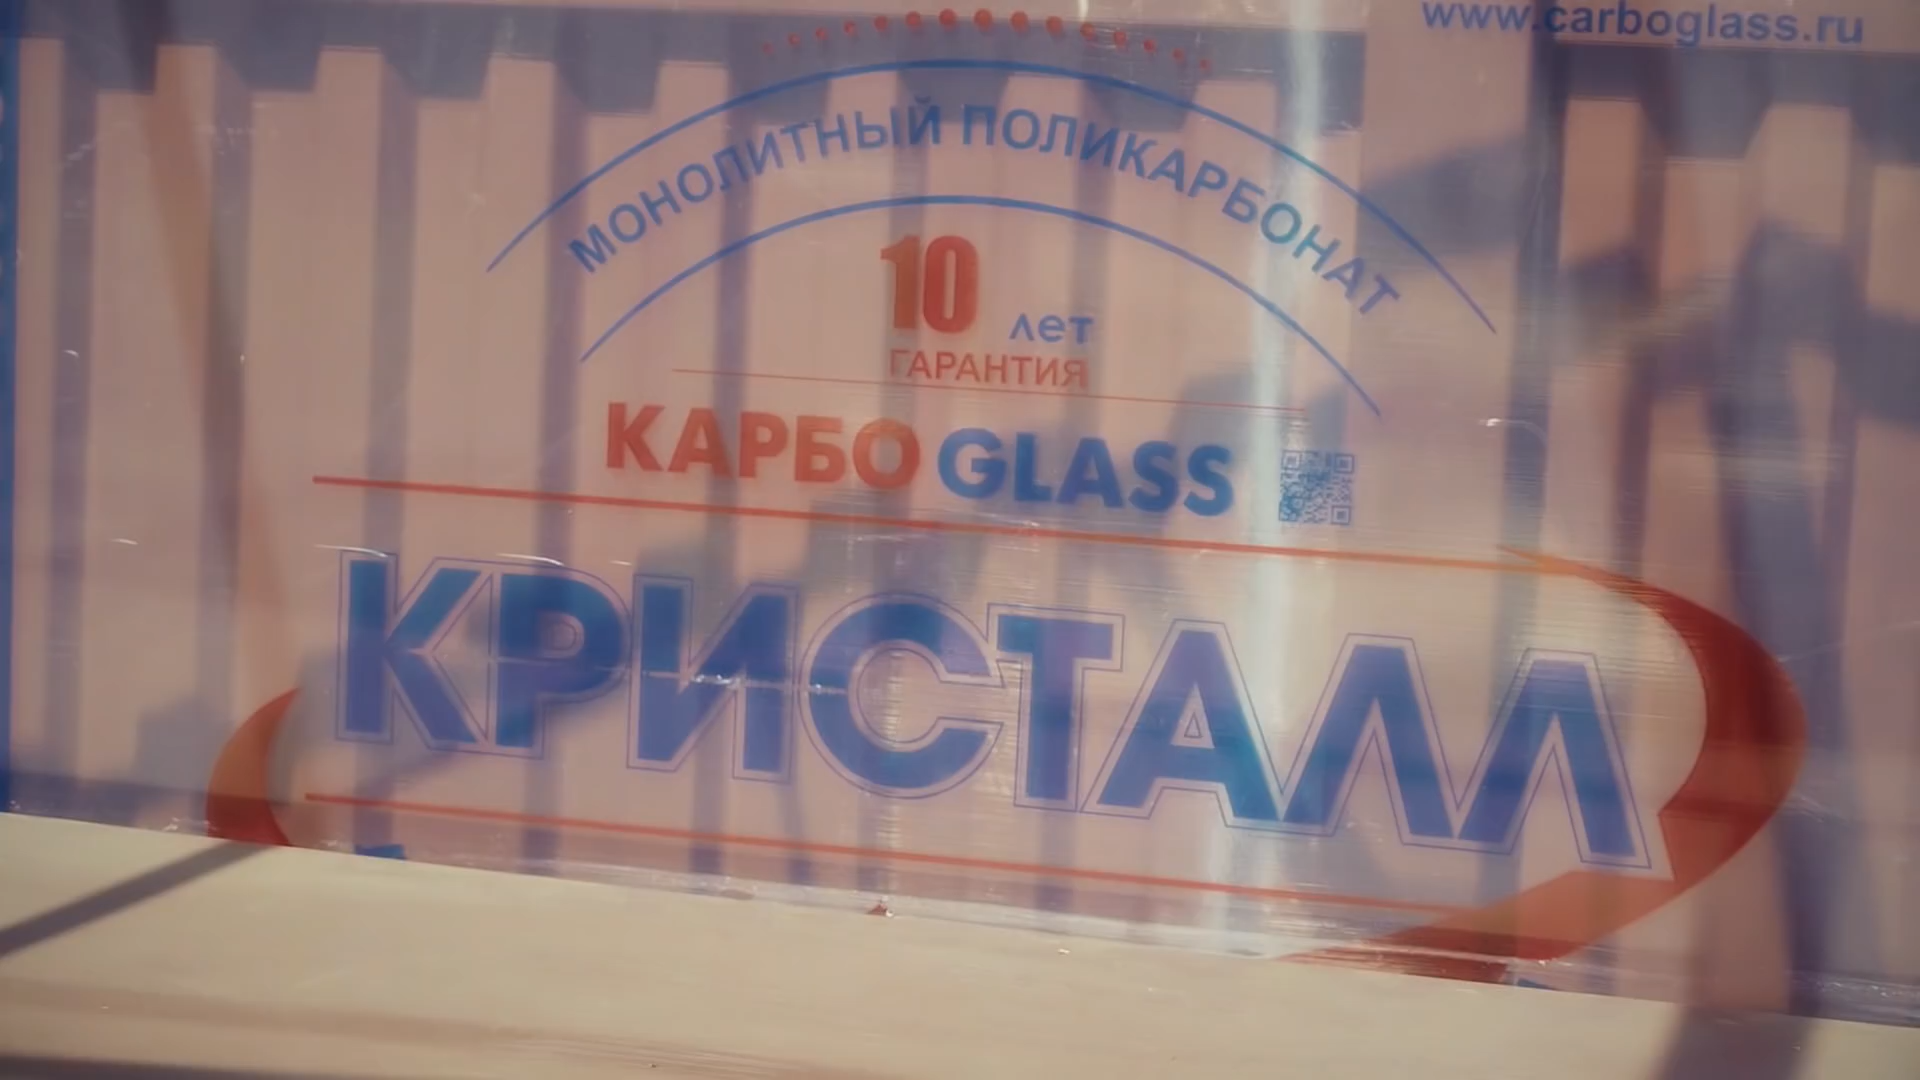 www.carboglass.ru
МОНОЛИТНЫЙ ПОЛИКАРБОНАТ
10 лет
ГАРАНТИЯ
КАРБО GLASS
КРИСТАЛЛ